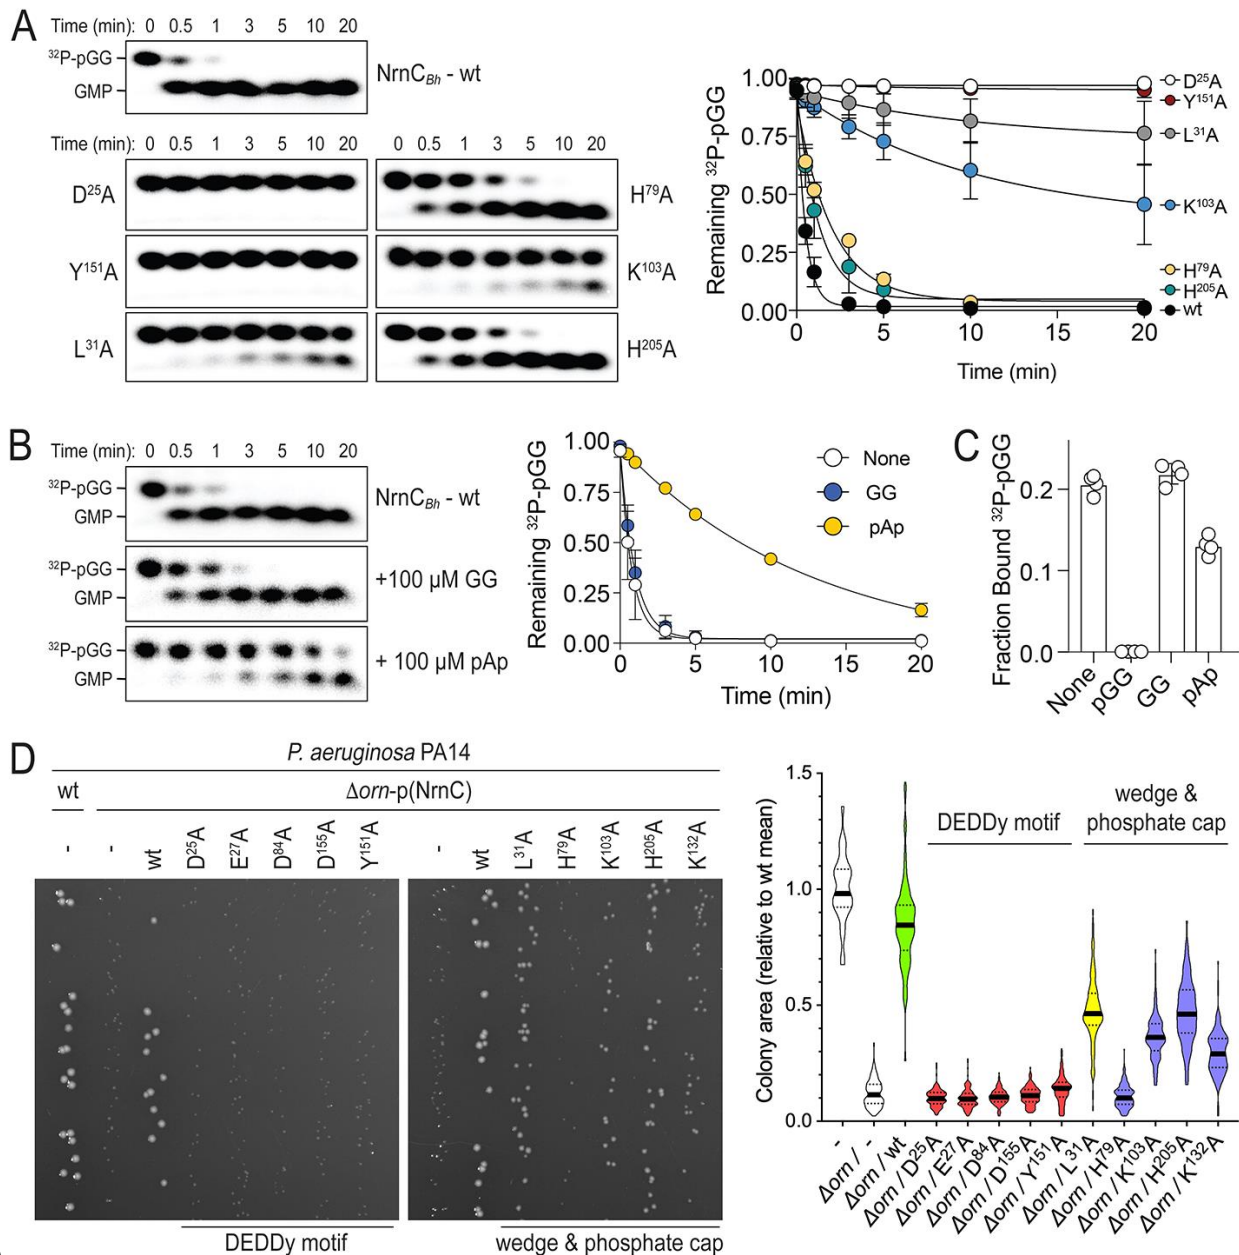 A
Time (min): 0 0.5 1 3 5 10 20
³²P-pGG
GMP
NrnC_Bh - wt
Time (min): 0 0.5 1 3 5 10 20
0 0.5 1 3 5 10 20
D²⁵A
H⁷⁹A
Y¹⁵¹A
K¹⁰³A
L³¹A
H²⁰⁵A
Remaining ³²P-pGG
1.00
0.75
0.50
0.25
0.00
0 5 10 15 20
Time (min)
D²⁵A
Y¹⁵¹A
L³¹A
K¹⁰³A
H⁷⁹A
H²⁰⁵A
wt
B
Time (min): 0 0.5 1 3 5 10 20
³²P-pGG
GMP
NrnC_Bh - wt
³²P-pGG
GMP
+100 µM GG
³²P-pGG
GMP
+ 100 µM pAp
Remaining ³²P-pGG
1.00
0.75
0.50
0.25
0.00
0 5 10 15 20
Time (min)
None
GG
pAp
C
Fraction Bound ³²P-pGG
0.2
0.1
0.0
None
pGG
GG
pAp
D
P. aeruginosa PA14
wt
Δorn-p(NrnC)
-
-
wt
D²⁵A
E²⁷A
D⁸⁴A
D¹⁵⁵A
Y¹⁵¹A
-
wt
L³¹A
H⁷⁹A
K¹⁰³A
H²⁰⁵A
K¹³²A
DEDDy motif
wedge & phosphate cap
Colony area (relative to wt mean)
1.5
1.0
0.5
0.0
DEDDy motif
wedge &
phosphate cap
-
Δorn / -
Δorn / wt
Δorn / D²⁵A
Δorn / E²⁷A
Δorn / D⁸⁴A
Δorn / D¹⁵⁵A
Δorn / Y¹⁵¹A
Δorn / L³¹A
Δorn / H⁷⁹A
Δorn / K¹⁰³A
Δorn / H²⁰⁵A
Δorn / K¹³²A